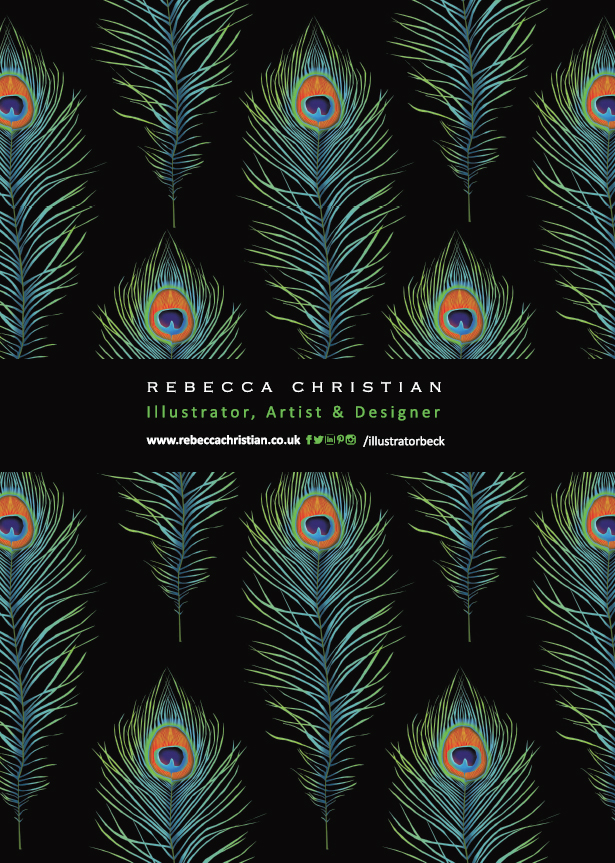 REBECCA CHRISTIAN
Illustrator, Artist & Designer
www.rebeccachristian.co.uk /illustratorbeck